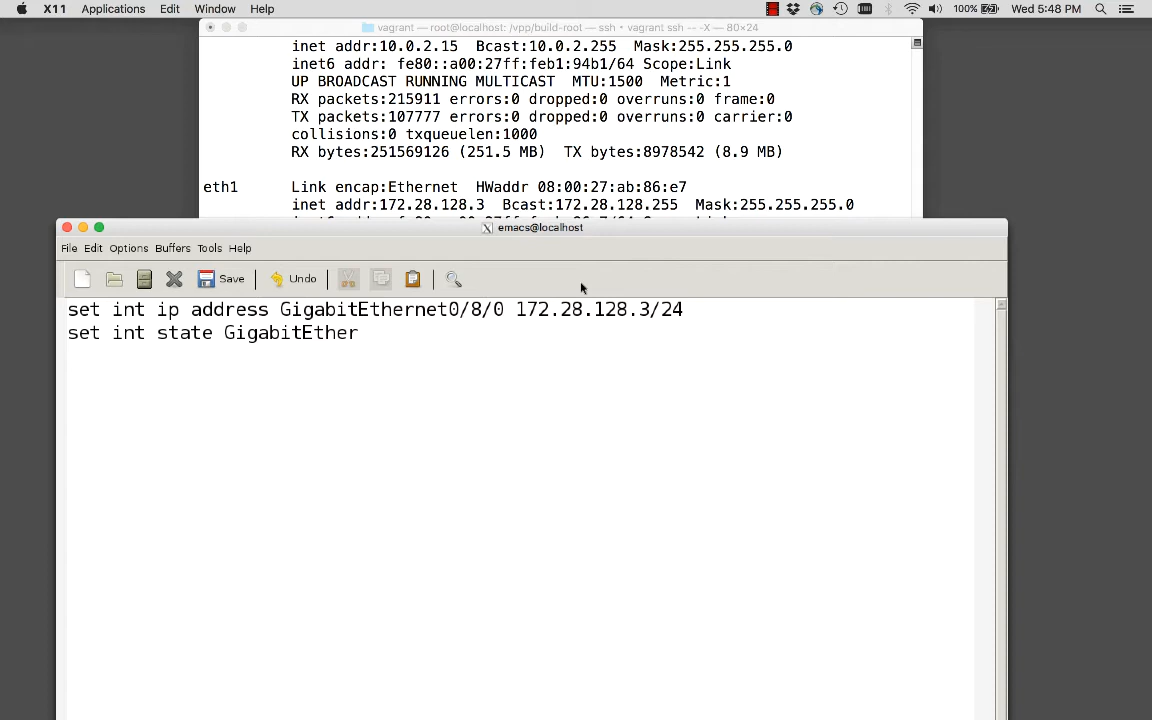 X11 Applications Edit Window Help 100% Wed 5:48 PM
vagrant — root@localhost: /vpp/build-root — ssh • vagrant ssh -- -X — 80×24
inet addr:10.0.2.15 Bcast:10.0.2.255 Mask:255.255.255.0
inet6 addr: fe80::a00:27ff:feb1:94b1/64 Scope:Link
UP BROADCAST RUNNING MULTICAST MTU:1500 Metric:1
RX packets:215911 errors:0 dropped:0 overruns:0 frame:0
TX packets:107777 errors:0 dropped:0 overruns:0 carrier:0
collisions:0 txqueuelen:1000
RX bytes:251569126 (251.5 MB) TX bytes:8978542 (8.9 MB)
eth1 Link encap:Ethernet HWaddr 08:00:27:ab:86:e7
inet addr:172.28.128.3 Bcast:172.28.128.255 Mask:255.255.255.0
emacs@localhost
File Edit Options Buffers Tools Help
Save Undo
set int ip address GigabitEthernet0/8/0 172.28.128.3/24
set int state GigabitEther